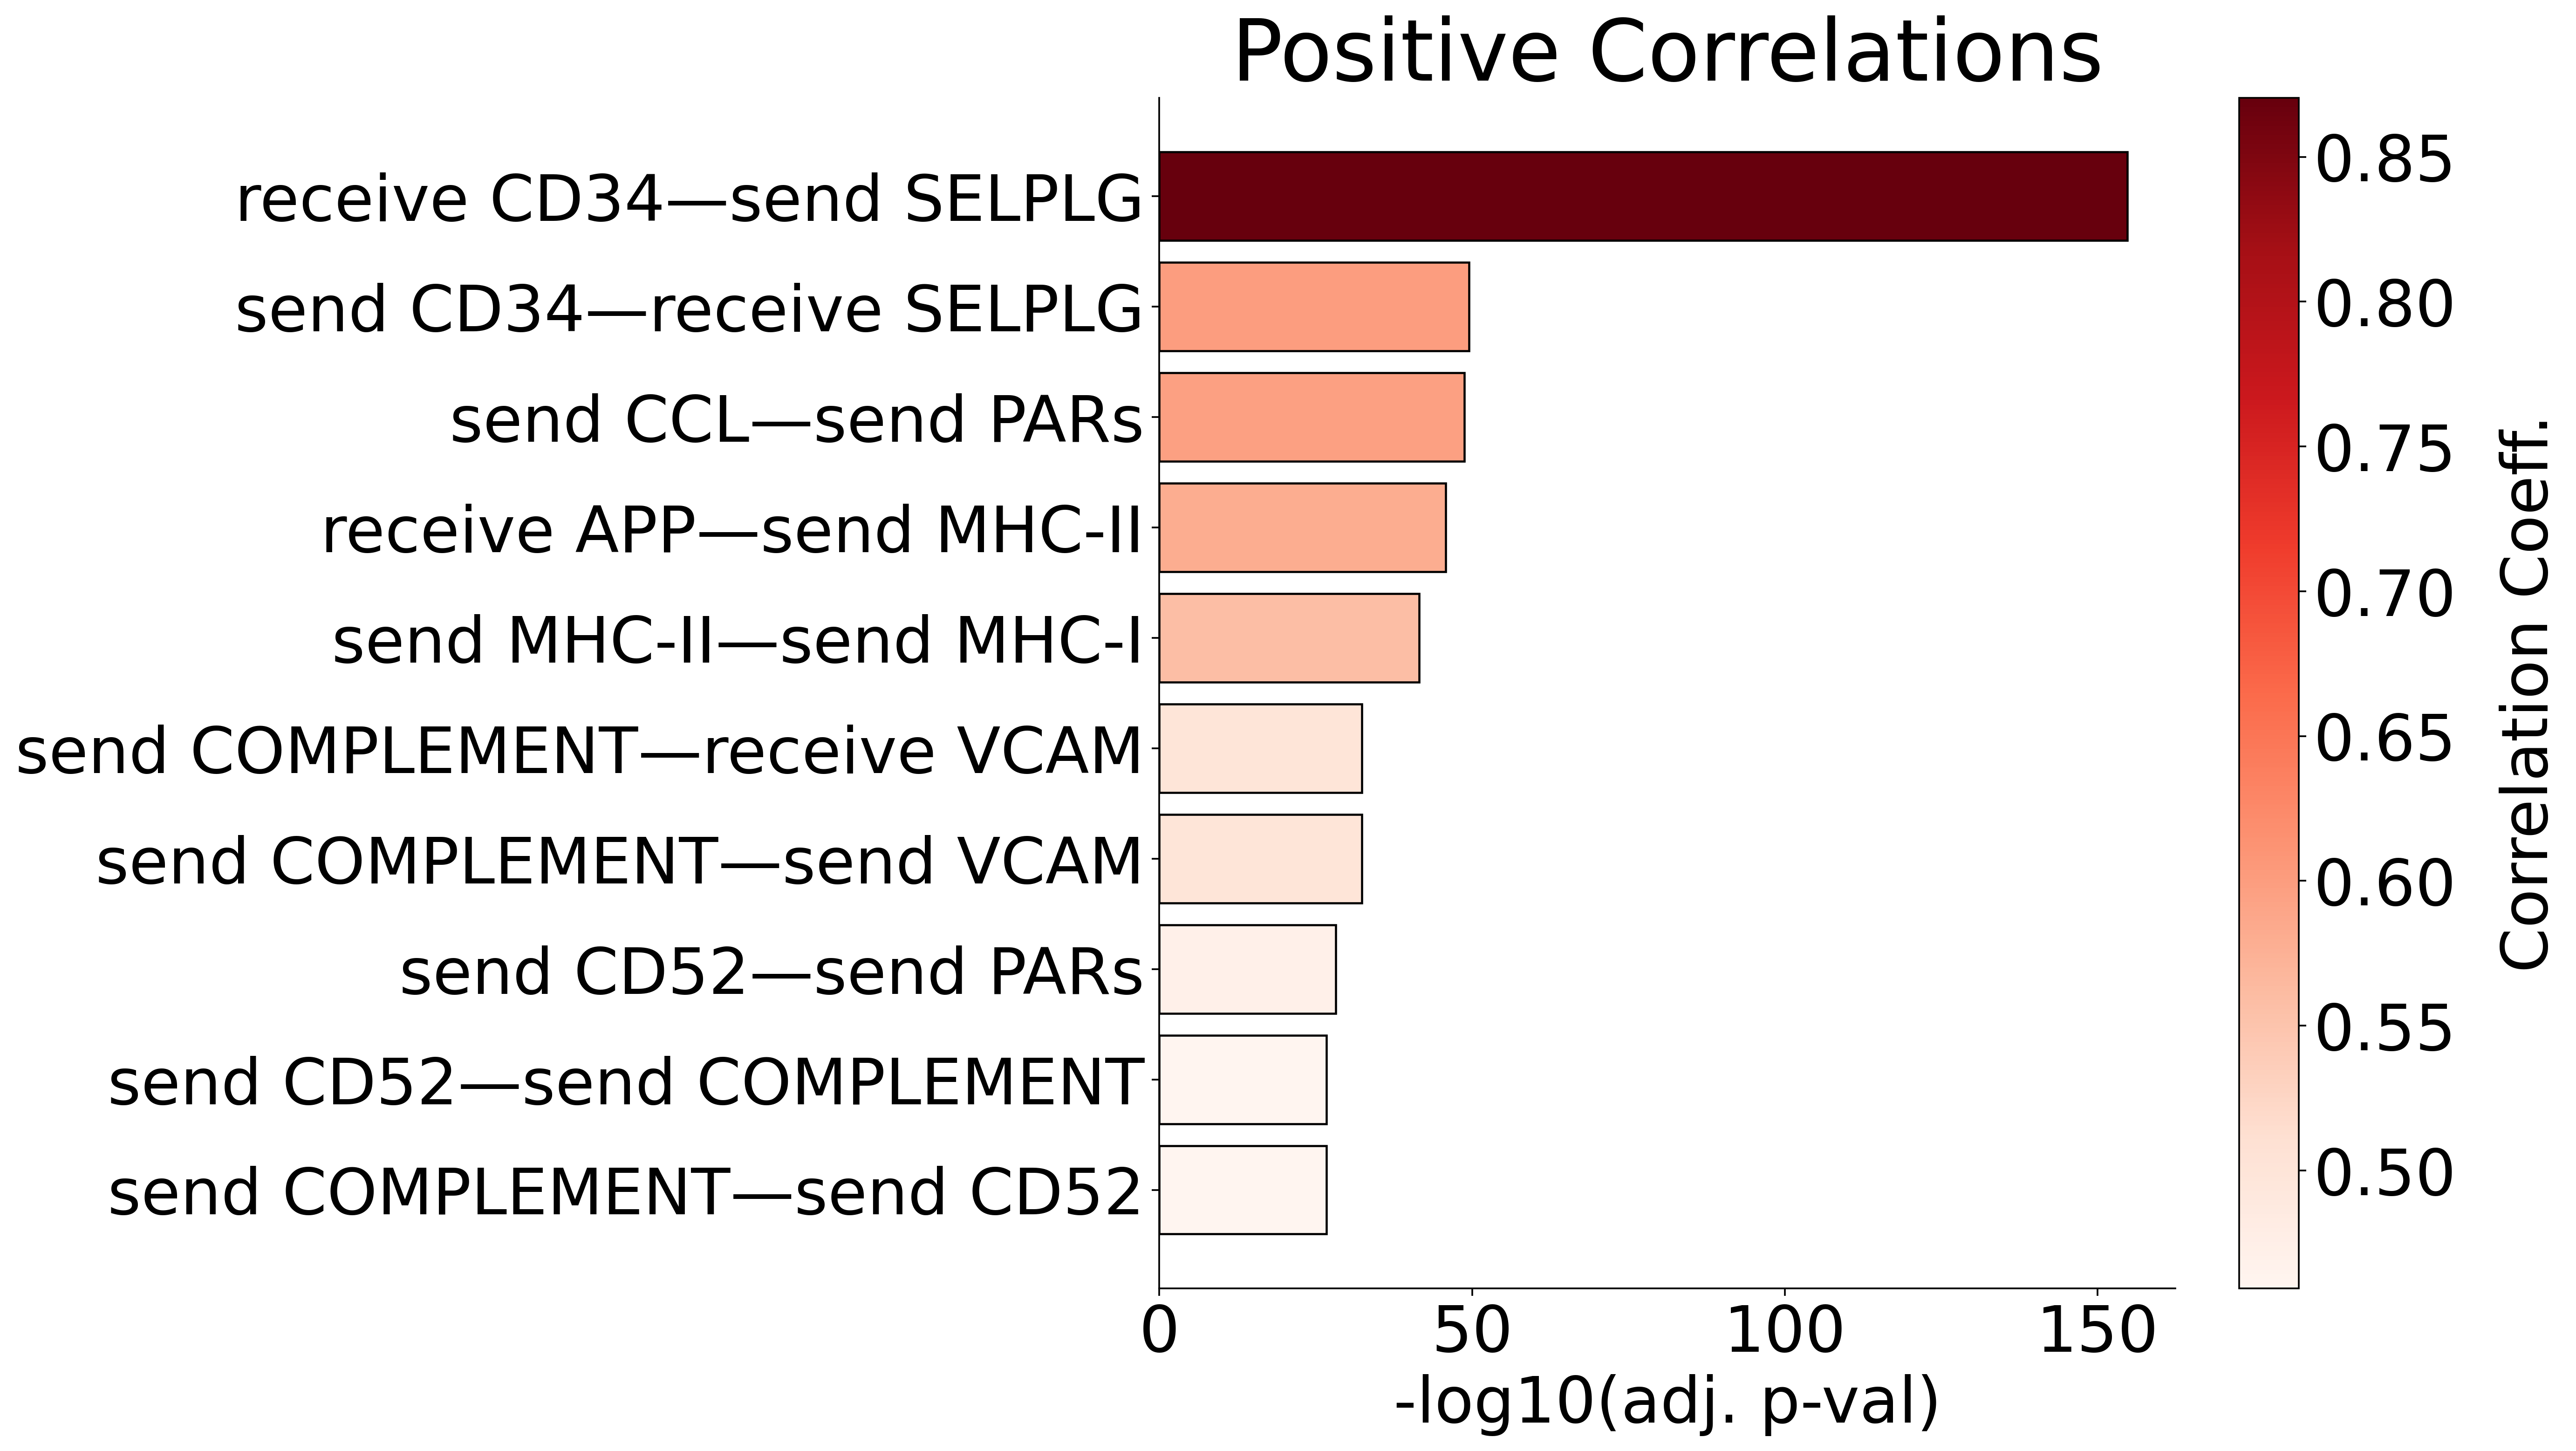 Positive Correlations
receive CD34—send SELPLG
send CD34—receive SELPLG
send CCL—send PARs
receive APP—send MHC-II
send MHC-II—send MHC-I
send COMPLEMENT—receive VCAM
send COMPLEMENT—send VCAM
send CD52—send PARs
send CD52—send COMPLEMENT
send COMPLEMENT—send CD52
0 50 100 150
-log10(adj. p-val)
0.85
0.80
0.75
0.70
0.65
0.60
0.55
0.50
Correlation Coeff.